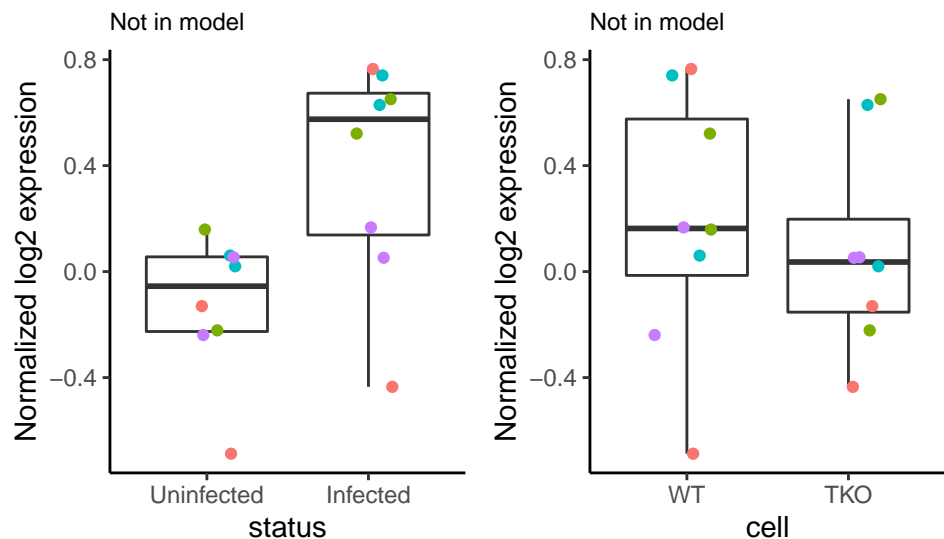 Not in model
Normalized log2 expression
0.8
0.4
0.0
−0.4
Uninfected
Infected
status
Not in model
Normalized log2 expression
0.8
0.4
0.0
−0.4
WT
TKO
cell